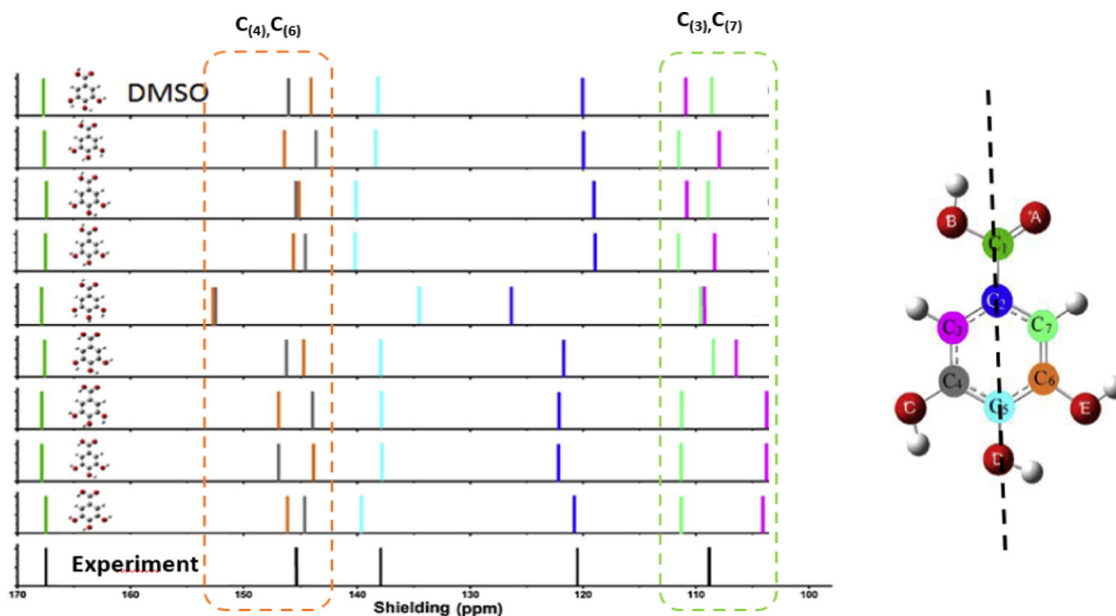 C(4),C(6)
C(3),C(7)
DMSO
Experiment
170
160
150
140
130
120
110
100
Shielding (ppm)
B
A
C1
C2
C3
C7
C4
C6
C5
C
E
D